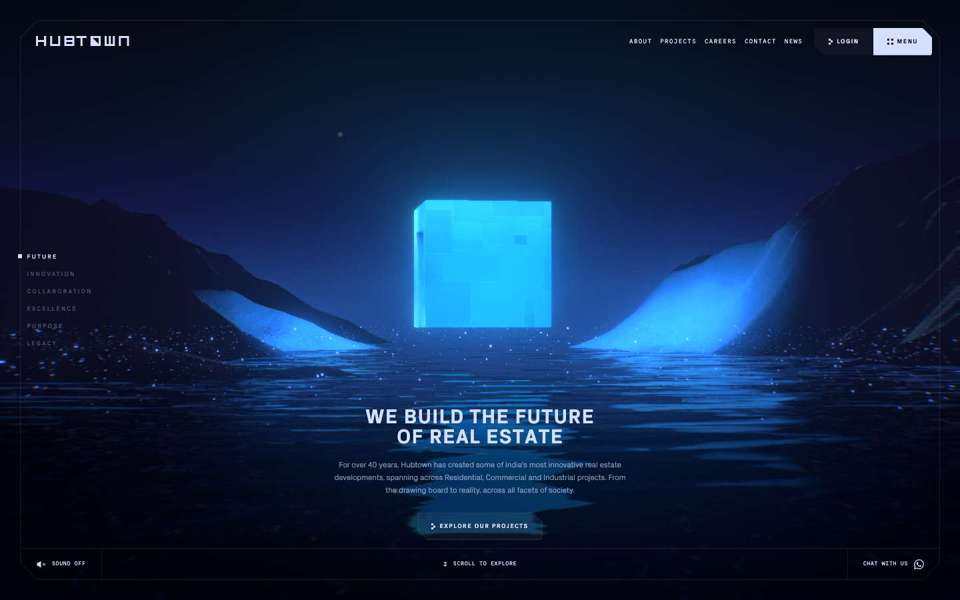 HUBTOWN
ABOUT PROJECTS CAREERS CONTACT NEWS LOGIN MENU
FUTURE
INNOVATION
COLLABORATION
EXCELLENCE
PURPOSE
LEGACY
WE BUILD THE FUTURE
OF REAL ESTATE
For over 40 years, Hubtown has created some of India's most innovative real estate
developments, spanning across Residential, Commercial and Industrial projects. From
the drawing board to reality, across all facets of society.
EXPLORE OUR PROJECTS
SOUND OFF
SCROLL TO EXPLORE
CHAT WITH US